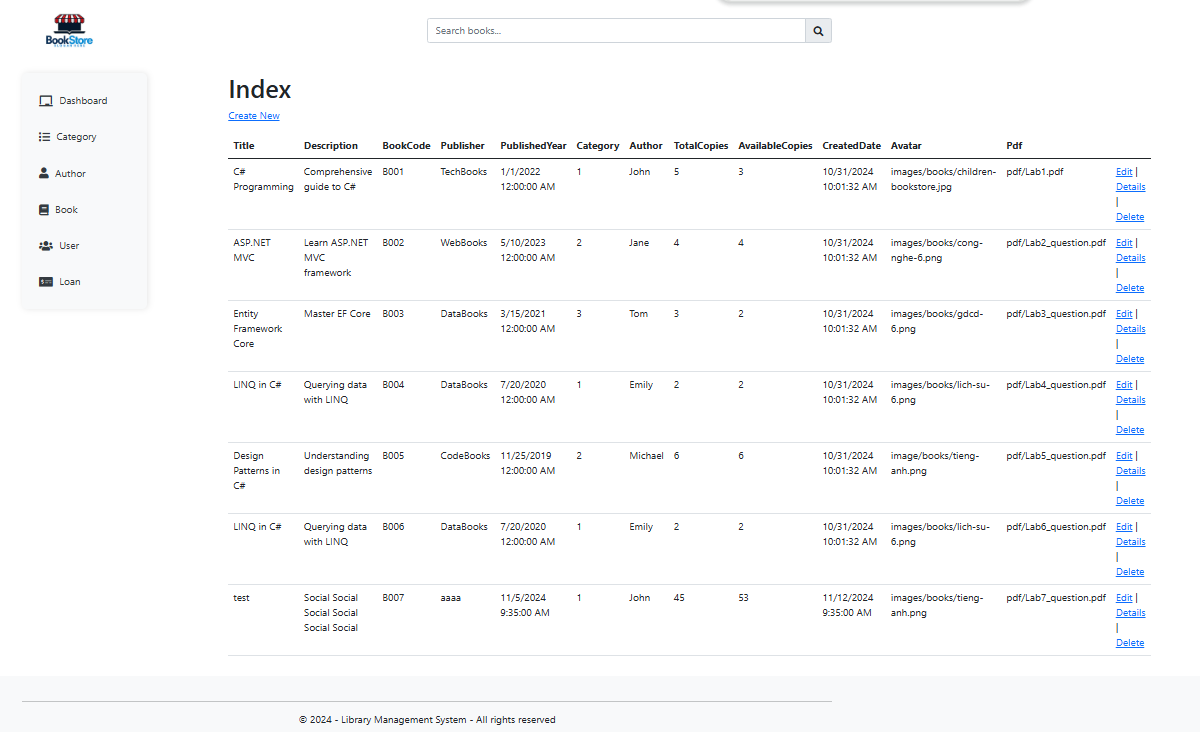 BookStore
Search books...
Dashboard
Category
Author
Book
User
Loan
Index
Create New
Title Description BookCode Publisher PublishedYear Category Author TotalCopies AvailableCopies CreatedDate Avatar Pdf
C# Comprehensive B001 TechBooks 1/1/2022 1 John 5 3 10/31/2024 images/books/children- pdf/Lab1.pdf Edit |
Programming guide to C# 12:00:00 AM 10:01:32 AM bookstore.jpg Details
|
Delete
ASP.NET Learn ASP.NET B002 WebBooks 5/10/2023 2 Jane 4 4 10/31/2024 images/books/cong- pdf/Lab2_question.pdf Edit |
MVC MVC 12:00:00 AM 10:01:32 AM nghe-6.png Details
framework |
Delete
Entity Master EF Core B003 DataBooks 3/15/2021 3 Tom 3 2 10/31/2024 images/books/gdcd- pdf/Lab3_question.pdf Edit |
Framework 12:00:00 AM 10:01:32 AM 6.png Details
Core |
Delete
LINQ in C# Querying data B004 DataBooks 7/20/2020 1 Emily 2 2 10/31/2024 images/books/lich-su- pdf/Lab4_question.pdf Edit |
with LINQ 12:00:00 AM 10:01:32 AM 6.png Details
|
Delete
Design Understanding B005 CodeBooks 11/25/2019 2 Michael 6 6 10/31/2024 image/books/tieng- pdf/Lab5_question.pdf Edit |
Patterns in design patterns 12:00:00 AM 10:01:32 AM anh.png Details
C# |
Delete
LINQ in C# Querying data B006 DataBooks 7/20/2020 1 Emily 2 2 10/31/2024 images/books/lich-su- pdf/Lab6_question.pdf Edit |
with LINQ 12:00:00 AM 10:01:32 AM 6.png Details
|
Delete
test Social Social B007 aaaa 11/5/2024 1 John 45 53 11/12/2024 images/books/tieng- pdf/Lab7_question.pdf Edit |
Social Social 9:35:00 AM 9:35:00 AM anh.png Details
Social Social |
Delete
© 2024 - Library Management System - All rights reserved